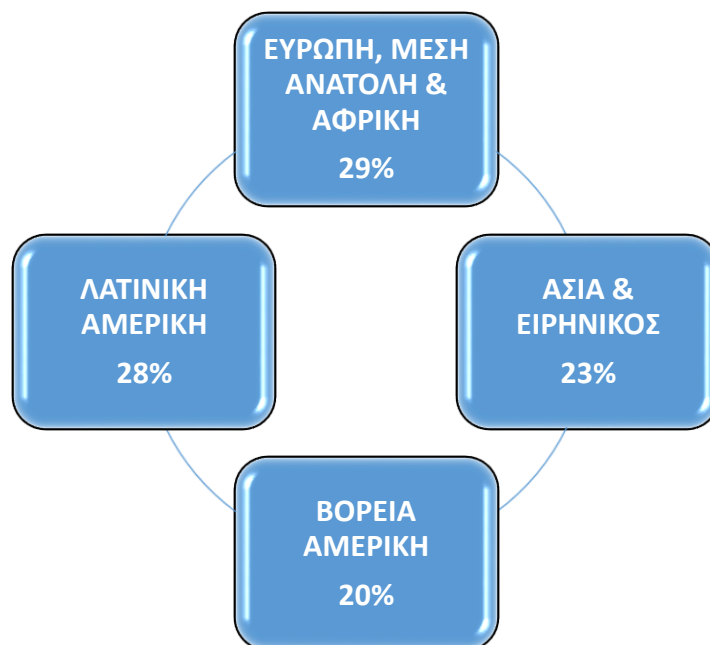 ΕΥΡΩΠΗ, ΜΕΣΗ
ΑΝΑΤΟΛΗ &
ΑΦΡΙΚΗ
29%
ΛΑΤΙΝΙΚΗ
ΑΜΕΡΙΚΗ
28%
ΑΣΙΑ &
ΕΙΡΗΝΙΚΟΣ
23%
ΒΟΡΕΙΑ
ΑΜΕΡΙΚΗ
20%